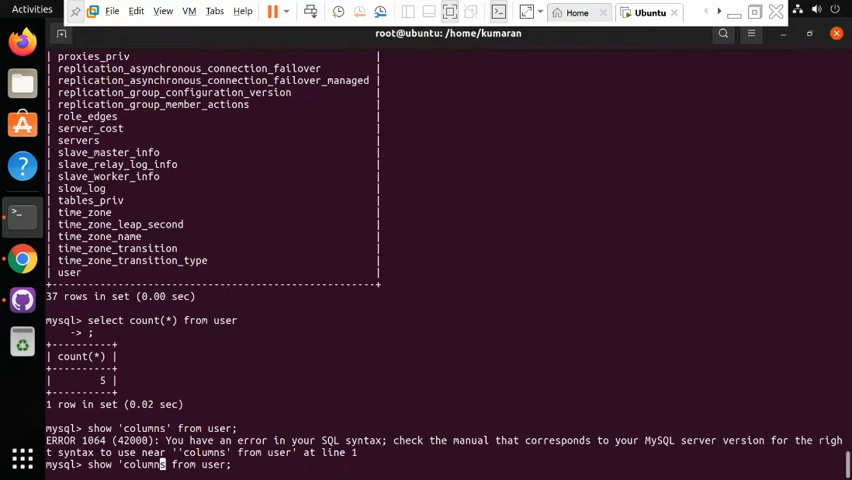 Activities
File Edit View VM Tabs Help
Home
Ubuntu
root@ubuntu: /home/kumaran
| proxies_priv |
| replication_asynchronous_connection_failover |
| replication_asynchronous_connection_failover_managed |
| replication_group_configuration_version |
| replication_group_member_actions |
| role_edges |
| server_cost |
| servers |
| slave_master_info |
| slave_relay_log_info |
| slave_worker_info |
| slow_log |
| tables_priv |
| time_zone |
| time_zone_leap_second |
| time_zone_name |
| time_zone_transition |
| time_zone_transition_type |
| user |
+------------------------------------------------------+
37 rows in set (0.00 sec)
mysql> select count(*) from user
-> ;
+----------+
| count(*) |
+----------+
| 5 |
+----------+
1 row in set (0.02 sec)
mysql> show 'columns' from user;
ERROR 1064 (42000): You have an error in your SQL syntax; check the manual that corresponds to your MySQL server version for the righ
t syntax to use near ''columns' from user' at line 1
mysql> show 'columns from user;